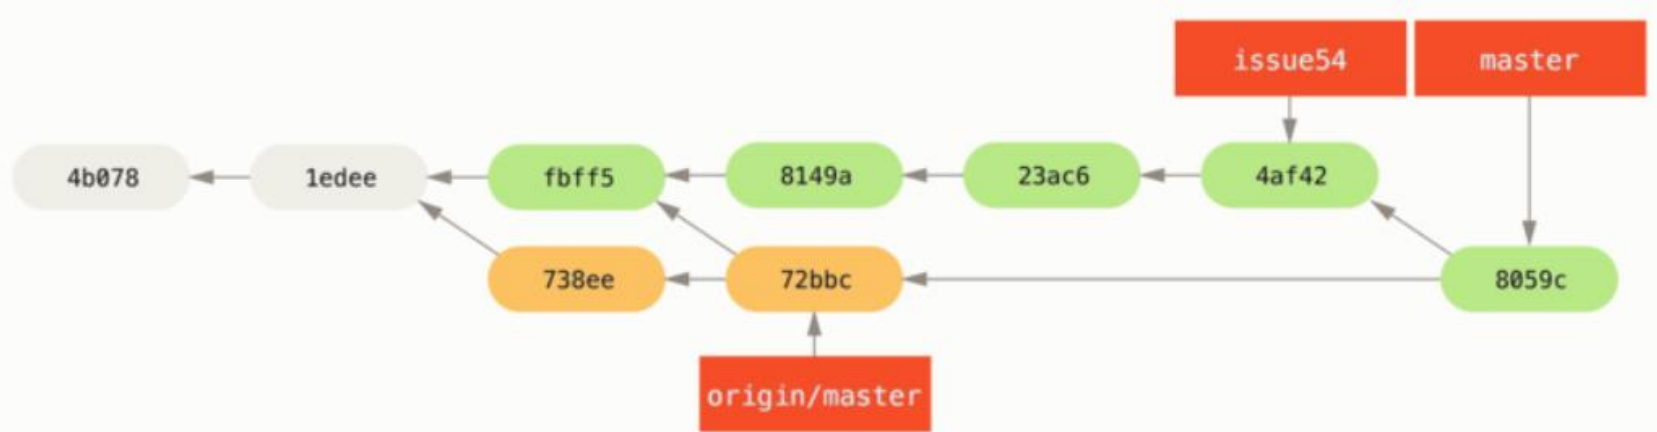 issue54 master
4b078 1edee fbff5 8149a 23ac6 4af42
738ee 72bbc 8059c
origin/master